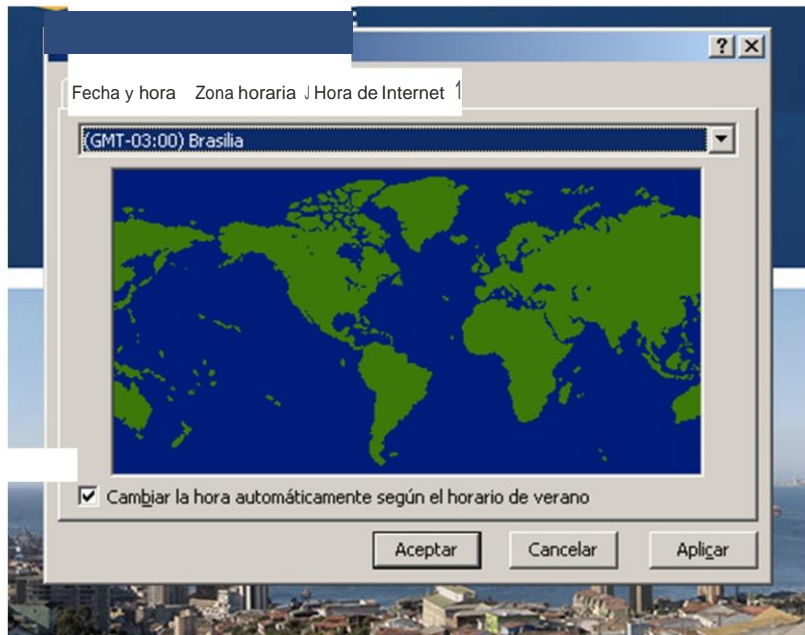 Fecha y hora Zona horaria Hora de Internet
(GMT-03:00) Brasilia
Cambiar la hora automáticamente según el horario de verano
Aceptar Cancelar Aplicar